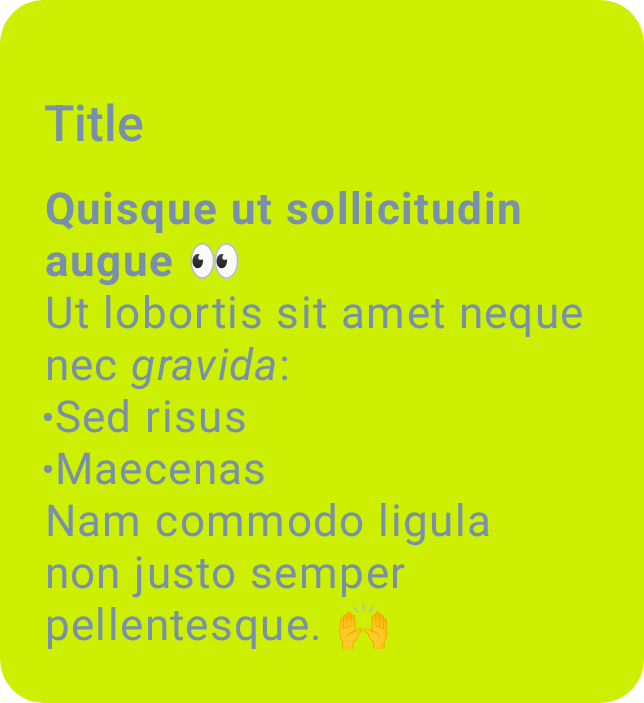 Title
Quisque ut sollicitudin
augue 👀
Ut lobortis sit amet neque
nec gravida:
•Sed risus
•Maecenas
Nam commodo ligula
non justo semper
pellentesque. 🙌